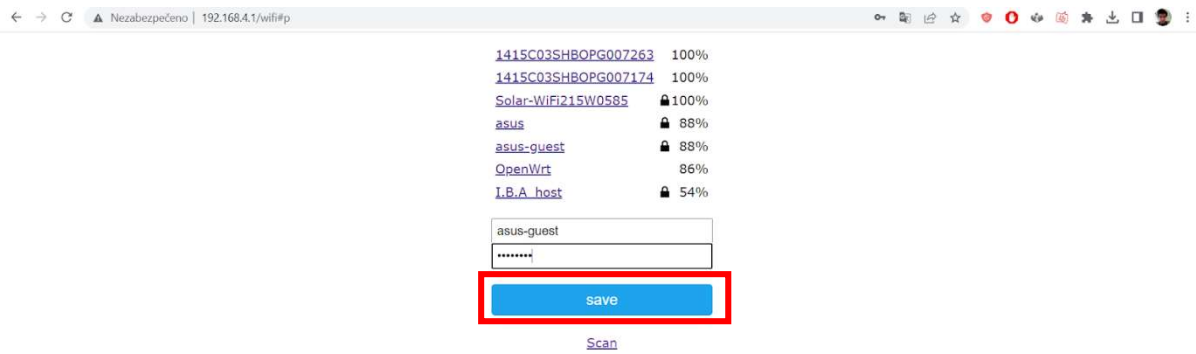 Nezabezpečeno | 192.168.4.1/wifi#p
1415C03SHBOPG007263 100%
1415C03SHBOPG007174 100%
Solar-WiFi215W0585 100%
asus 88%
asus-guest 88%
OpenWrt 86%
I.B.A_host 54%
asus-guest
••••••••
save
Scan